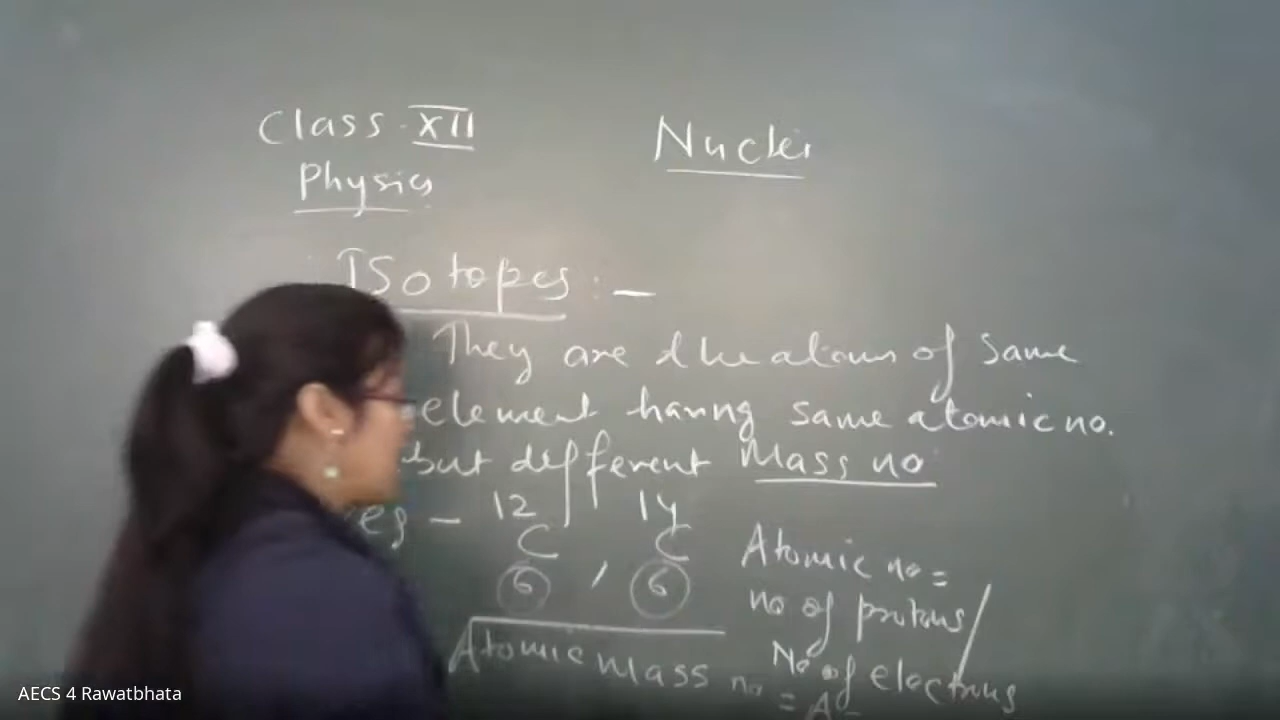 Class XII
Physics
Nuclei
Isotopes : -
They are the atoms of same
element having same atomic no.
but different Mass no
eg - 12 14
C , C
6 6
Atomic no =
no of protons /
No of electrons
Atomic mass no = A
AECS 4 Rawatbhata